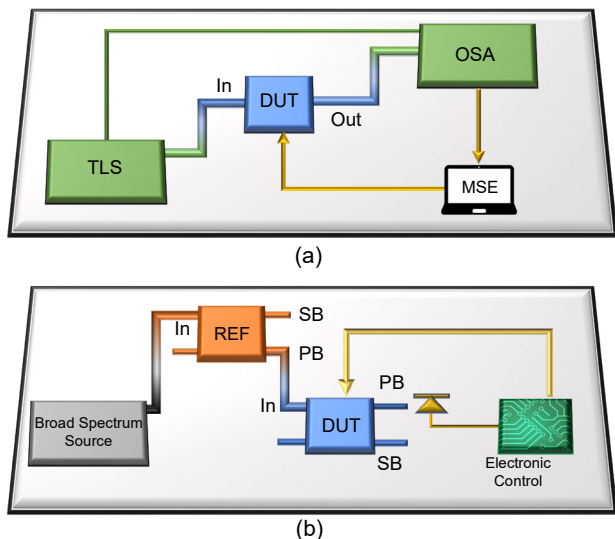 OSA
In
DUT
Out
TLS
MSE
(a)
In
REF
SB
PB
In
DUT
PB
SB
Broad Spectrum
Source
Electronic
Control
(b)